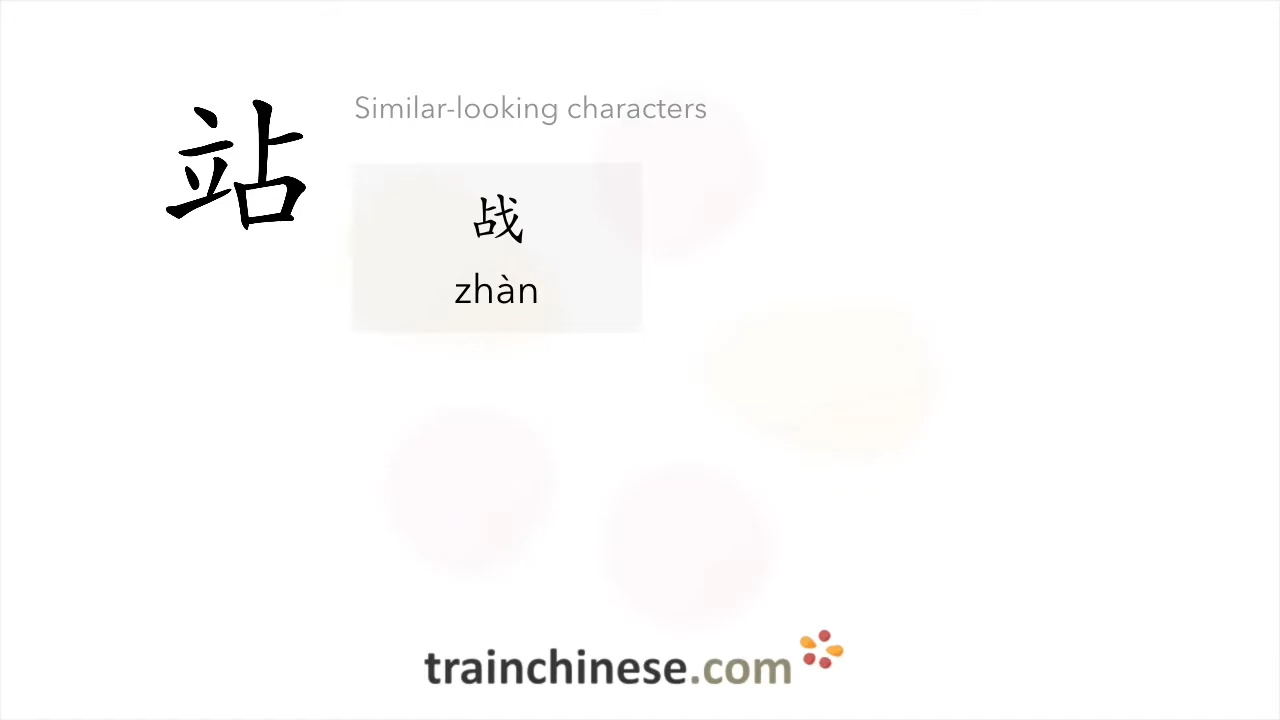 站
Similar-looking characters
战
zhàn
trainchinese.com